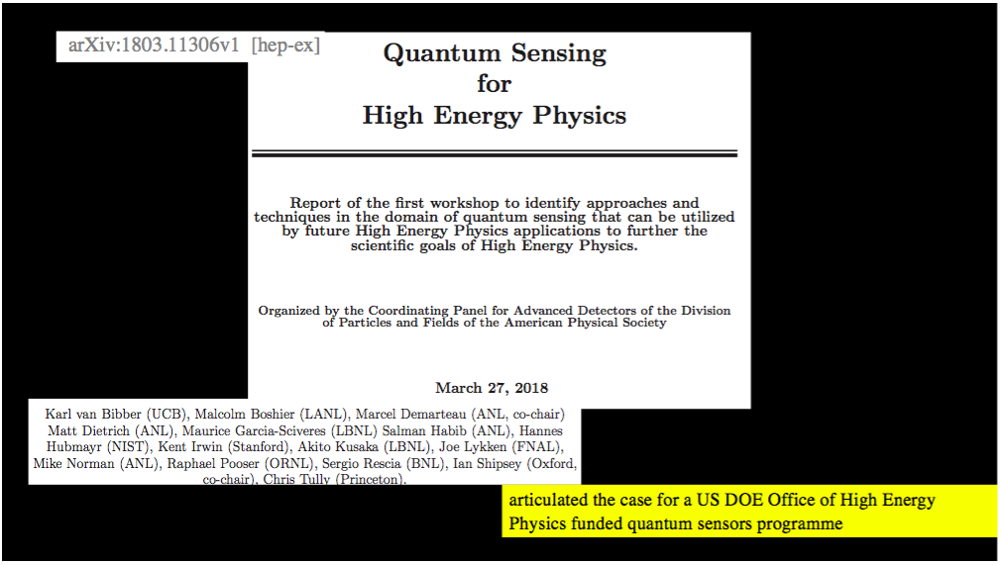 arXiv:1803.11306v1 [hep-ex]
Quantum Sensing
for
High Energy Physics
Report of the first workshop to identify approaches and
techniques in the domain of quantum sensing that can be utilized
by future High Energy Physics applications to further the
scientific goals of High Energy Physics.
Organized by the Coordinating Panel for Advanced Detectors of the Division
of Particles and Fields of the American Physical Society
March 27, 2018
Karl van Bibber (UCB), Malcolm Boshier (LANL), Marcel Demarteau (ANL, co-chair)
Matt Dietrich (ANL), Maurice Garcia-Sciveres (LBNL) Salman Habib (ANL), Hannes
Hubmayr (NIST), Kent Irwin (Stanford), Akito Kusaka (LBNL), Joe Lykken (FNAL),
Mike Norman (ANL), Raphael Pooser (ORNL), Sergio Rescia (BNL), Ian Shipsey (Oxford,
co-chair), Chris Tully (Princeton).
articulated the case for a US DOE Office of High Energy
Physics funded quantum sensors programme